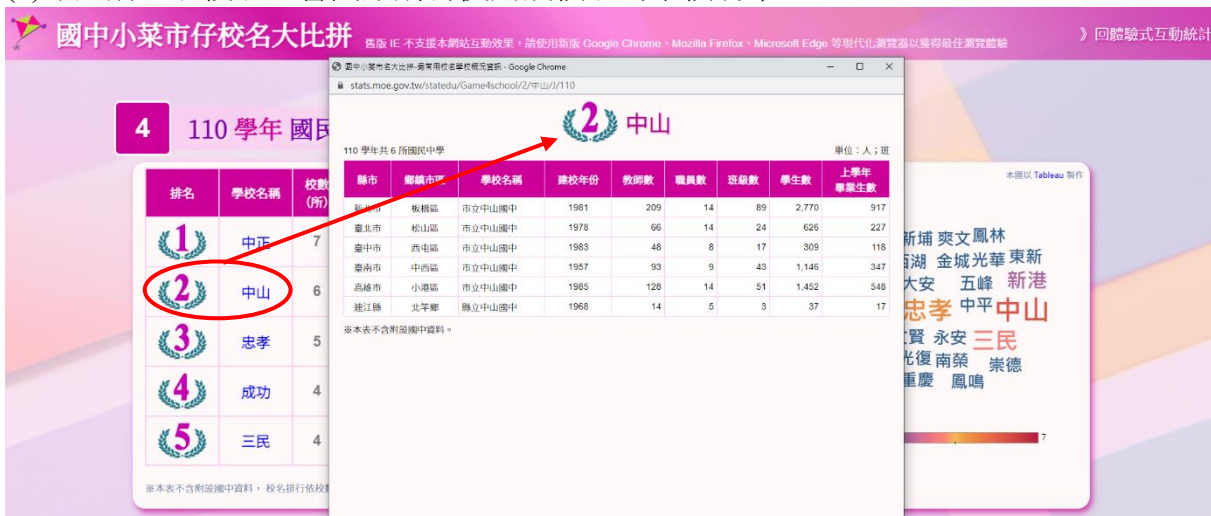 國中小菜市仔校名大比拼 舊版 IE 不支援本網站互動效果，請使用新版 Google Chrome、Mozilla Firefox、Microsoft Edge 等現代化瀏覽器以獲得最佳瀏覽體驗 》回體驗式互動統計
國中小菜市名大比拼-最常用校名單校概況資訊 - Google Chrome
stats.moe.gov.tw/statedu/Game4school/2/中山/J/110
4 110 學年 國民
2 中山
110 學年共 6 所國民中學 單位：人；班
縣市 鄉鎮市區 學校名稱 建校年份 教師數 職員數 班級數 學生數 上學年畢業生數
新北市 板橋區 市立中山國中 1981 209 14 89 2,770 917
臺北市 松山區 市立中山國中 1978 66 14 24 626 227
臺中市 西屯區 市立中山國中 1983 48 8 17 309 118
臺南市 中西區 市立中山國中 1957 93 9 43 1,146 347
高雄市 小港區 市立中山國中 1985 128 14 51 1,452 548
連江縣 北竿鄉 縣立中山國中 1968 14 5 3 37 17
※本表不含附設國中資料。
排名 學校名稱 校數(所)
1 中正 7
2 中山 6
3 忠孝 5
4 成功 4
5 三民 4
※本表不含附設國中資料， 校名排行依校
本圖以 Tableau 製作
新埔 爽文 鳳林
湖 金城 光華 東新
大安 五峰 新港
忠孝 中平 中山
賢 永安 三民
光復 南榮 崇德
重慶 鳳鳴
7